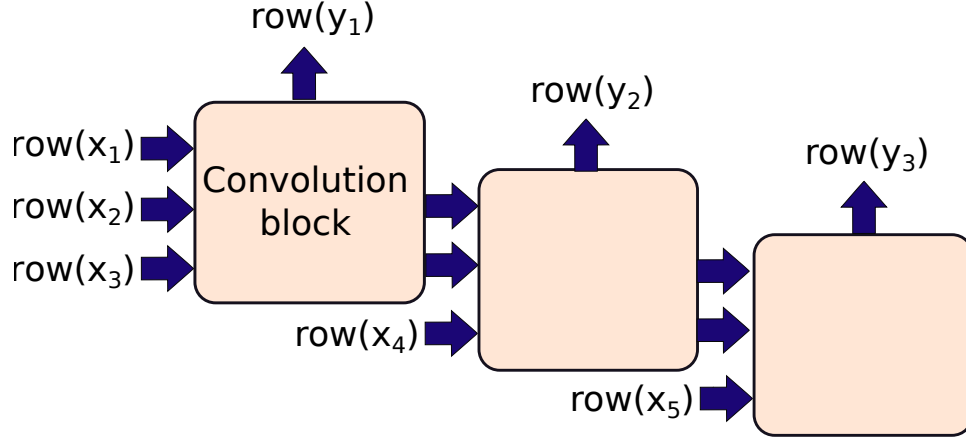 row(y₁)
row(y₂)
row(x₁)
row(y₃)
Convolution
block
row(x₂)
row(x₃)
row(x₄)
row(x₅)